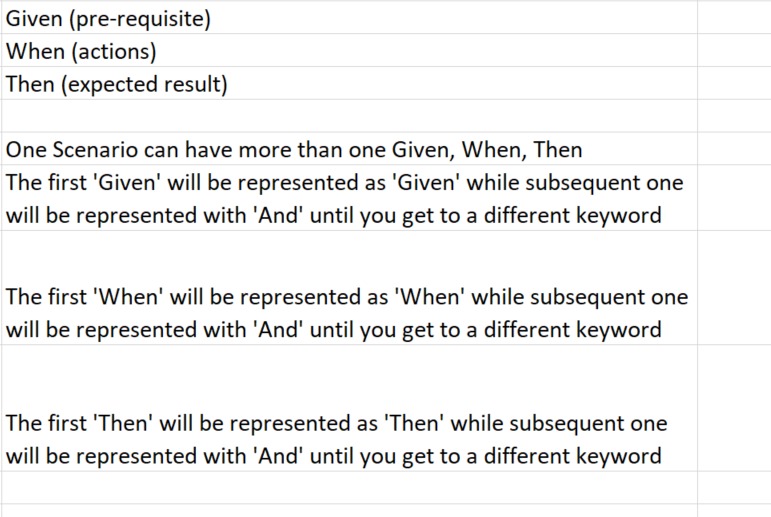 Given (pre-requisite)
When (actions)
Then (expected result)
One Scenario can have more than one Given, When, Then
The first 'Given' will be represented as 'Given' while subsequent one
will be represented with 'And' until you get to a different keyword
The first 'When' will be represented as 'When' while subsequent one
will be represented with 'And' until you get to a different keyword
The first 'Then' will be represented as 'Then' while subsequent one
will be represented with 'And' until you get to a different keyword